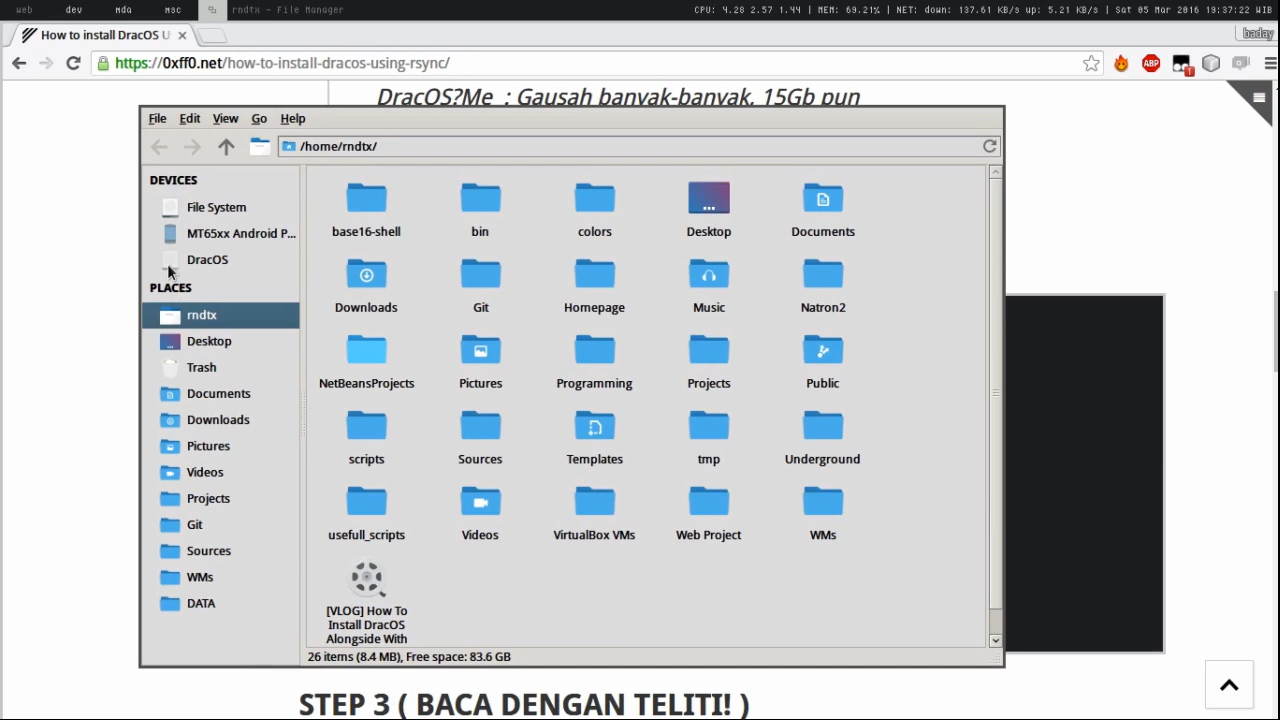 web dev mdg msc rndtx - File Manager CPU: 4.28 2.57 1.44 | MEM: 69.21% | NET: down: 137.61 KB/s up: 5.21 KB/s | Sat 05 Mar 2016 19:37:22 WIB
How to install DracOS U
baday
https://0xff0.net/how-to-install-dracos-using-rsync/
ABP
1
DracOS?Me : Gausah banyak-banyak, 15Gb pun
File Edit View Go Help
/home/rndtx/
DEVICES
File System
MT65xx Android P...
DracOS
PLACES
rndtx
Desktop
Trash
Documents
Downloads
Pictures
Videos
Projects
Git
Sources
WMs
DATA
base16-shell bin colors Desktop Documents
Downloads Git Homepage Music Natron2
NetBeansProjects Pictures Programming Projects Public
scripts Sources Templates tmp Underground
usefull_scripts Videos VirtualBox VMs Web Project WMs
[VLOG] How To
Install DracOS
Alongside With
26 items (8.4 MB), Free space: 83.6 GB
STEP 3 ( BACA DENGAN TELITI! )